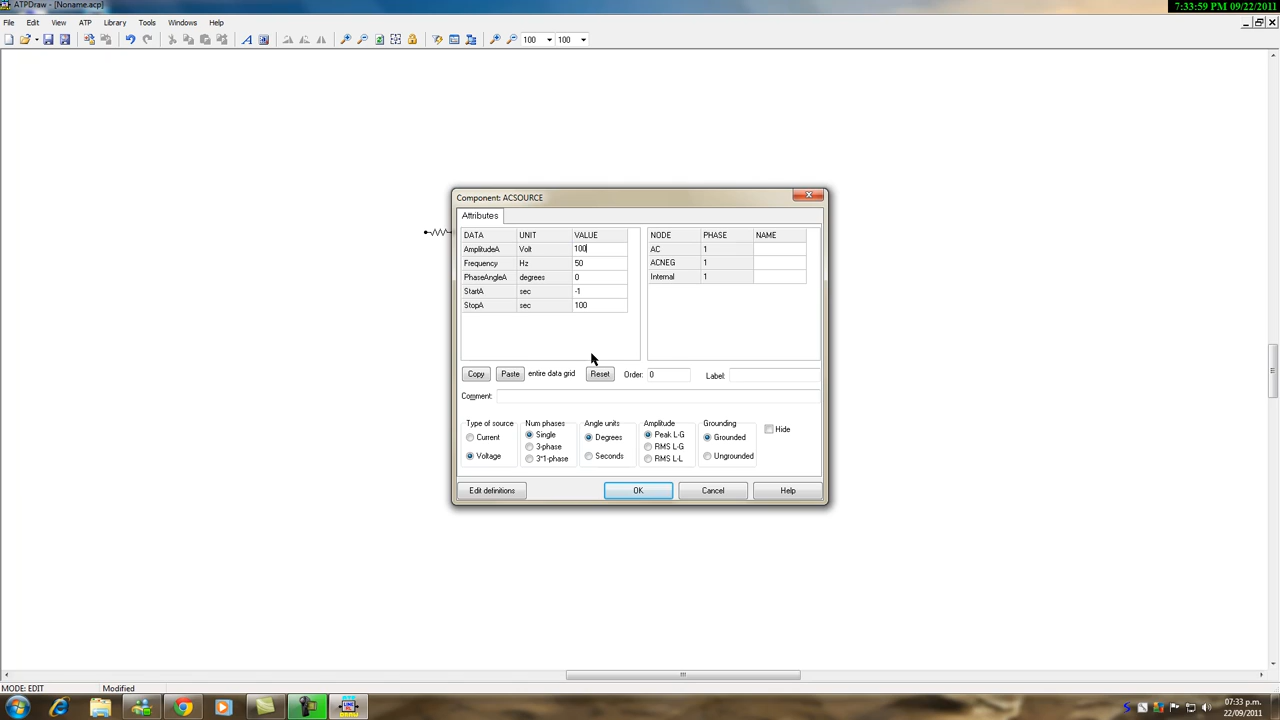 ATPDraw - [Noname.acp]
7:33:59 PM 09/22/2011
File Edit View ATP Library Tools Windows Help
100 100
Component: ACSOURCE
Attributes
DATA UNIT VALUE
AmplitudeA Volt 100
Frequency Hz 50
PhaseAngleA degrees 0
StartA sec -1
StopA sec 100
NODE PHASE NAME
AC 1
ACNEG 1
Internal 1
Copy Paste entire data grid Reset Order: 0 Label:
Comment:
Type of source
Current
Voltage
Num phases
Single
3-phase
3*1-phase
Angle units
Degrees
Seconds
Amplitude
Peak L-G
RMS L-G
RMS L-L
Grounding
Grounded
Ungrounded
Hide
Edit definitions OK Cancel Help
MODE: EDIT Modified
ATP
LINE
DRAW
07:33 p.m.
22/09/2011